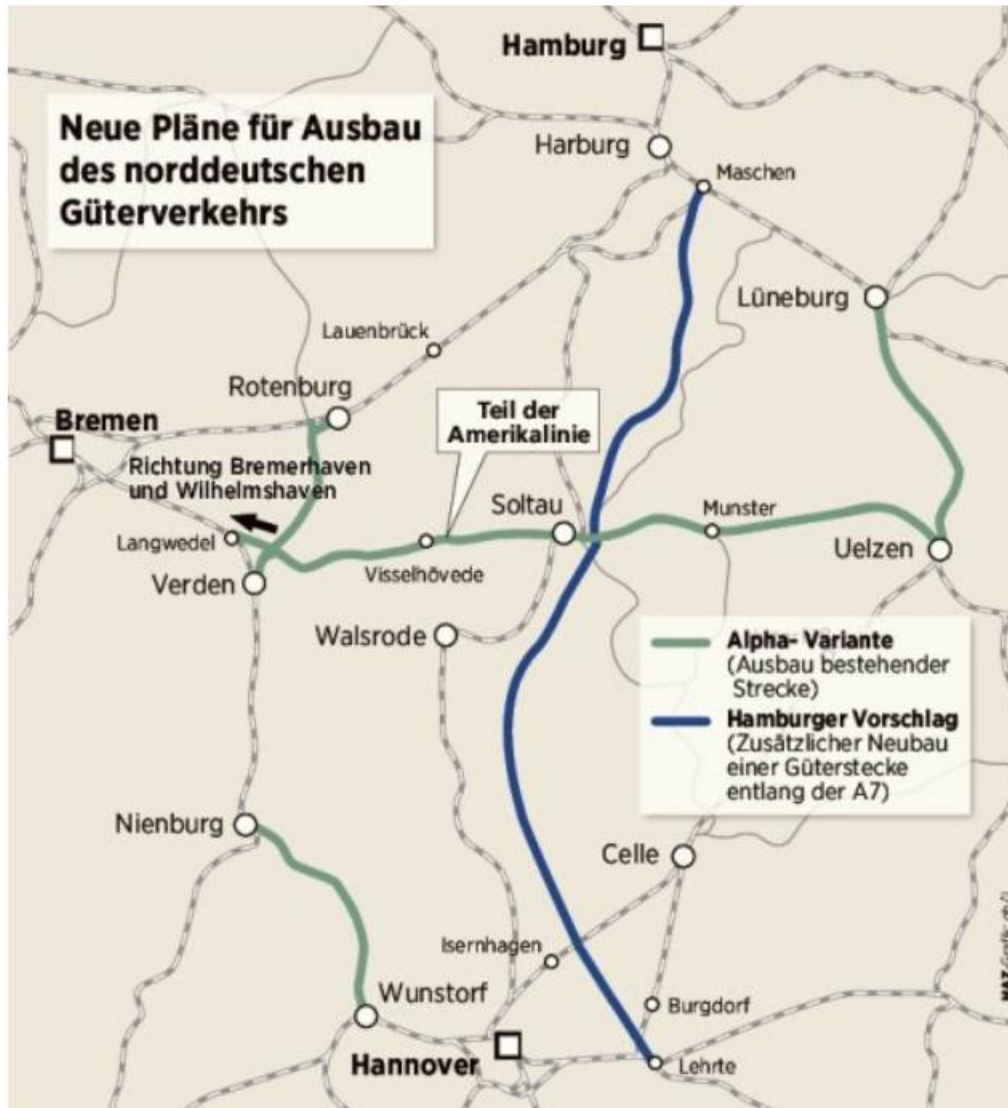 Hamburg
Neue Pläne für Ausbau
des norddeutschen
Güterverkehrs
Harburg
Maschen
Lüneburg
Lauenbrück
Rotenburg
Teil der
Amerikalinie
Bremen
Richtung Bremerhaven
und Wilhelmshaven
Soltau
Munster
Langwedel
Uelzen
Verden
Visselhövede
Walsrode
Alpha- Variante
(Ausbau bestehender
Strecke)
Hamburger Vorschlag
(Zusätzlicher Neubau
einer Güterstecke
entlang der A7)
Nienburg
Celle
Isernhagen
Wunstorf
Burgdorf
Hannover
Lehrte
HAZ